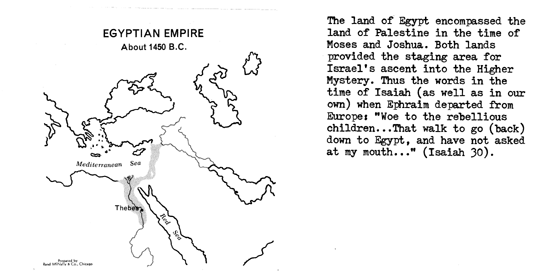 EGYPTIAN EMPIRE
About 1450 B.C.
Mediterranean Sea
Thebes
Red Sea
Prepared by
Rand McNally & Co., Chicago
The land of Egypt encompassed the
land of Palestine in the time of
Moses and Joshua. Both lands
provided the staging area for
Israel's ascent into the Higher
Mystery. Thus the words in the
time of Isaiah (as well as in our
own) when Ephraim departed from
Europe: "Woe to the rebellious
children...That walk to go (back)
down to Egypt, and have not asked
at my mouth..." (Isaiah 30).